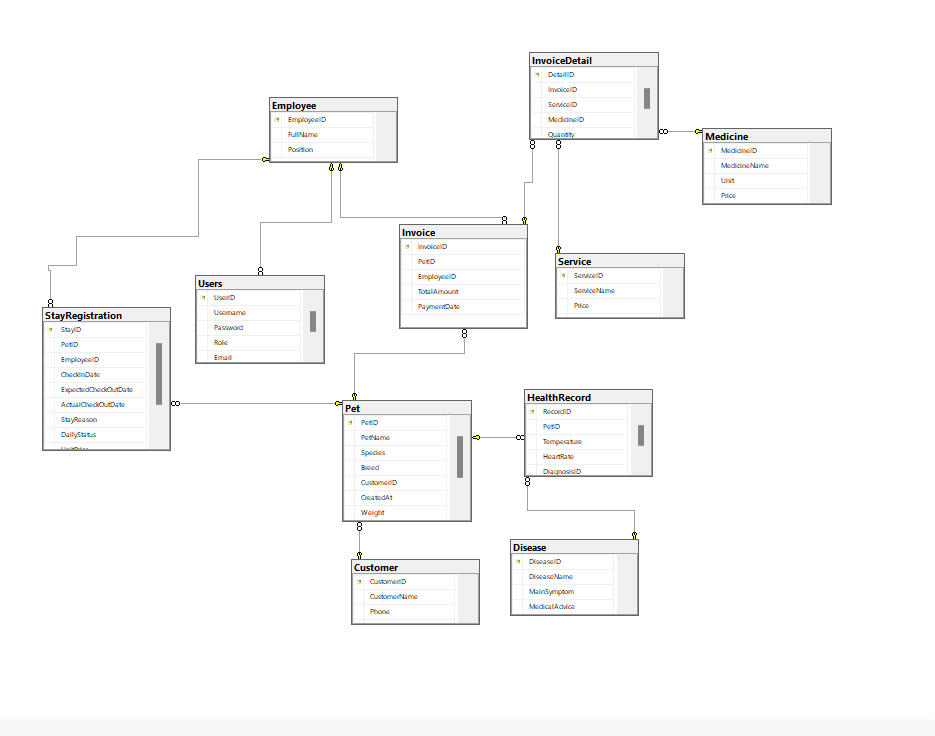 InvoiceDetail
DetailID
InvoiceID
ServiceID
MedicineID
Quantity
Employee
EmployeeID
FullName
Position
Medicine
MedicineID
MedicineName
Unit
Price
Invoice
InvoiceID
PetID
EmployeeID
TotalAmount
PaymentDate
Service
ServiceID
ServiceName
Price
Users
UserID
Username
Password
Role
Email
StayRegistration
StayID
PetID
EmployeeID
CheckInDate
ExpectedCheckOutDate
ActualCheckOutDate
StayReason
DailyStatus
Pet
PetID
PetName
Species
Breed
CustomerID
CreatedAt
Weight
HealthRecord
RecordID
PetID
Temperature
HeartRate
DiagnosisID
Disease
DiseaseID
DiseaseName
MainSymptom
MedicalAdvice
Customer
CustomerID
CustomerName
Phone